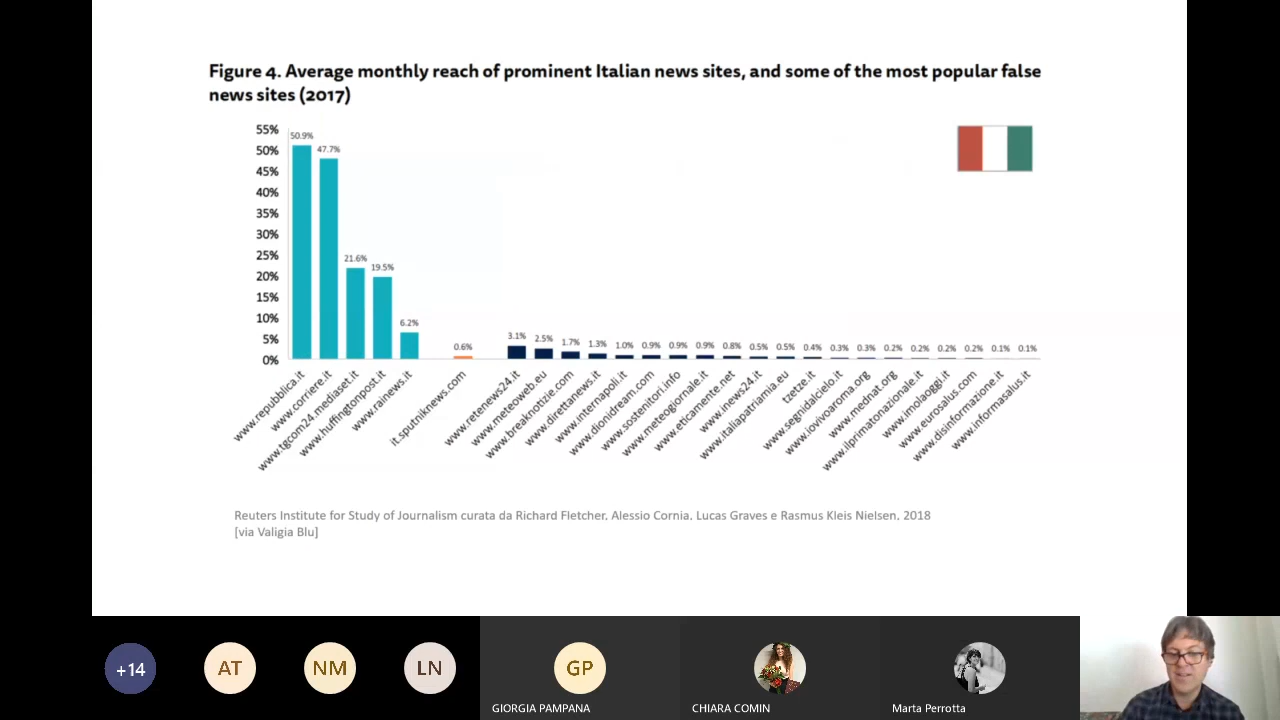 Figure 4. Average monthly reach of prominent Italian news sites, and some of the most popular false
news sites (2017)
55%
50%
45%
40%
35%
30%
25%
20%
15%
10%
5%
0%
50.9%
47.7%
21.6%
19.5%
6.2%
0.6%
3.1%
2.5%
1.7%
1.3%
1.0%
0.9%
0.9%
0.9%
0.8%
0.5%
0.5%
0.4%
0.3%
0.3%
0.2%
0.2%
0.2%
0.2%
0.1%
0.1%
www.repubblica.it
www.corriere.it
www.tgcom24.mediaset.it
www.huffingtonpost.it
www.rainews.it
it.sputniknews.com
www.retenews24.it
www.meteoweb.eu
www.breaknotizie.com
www.direttanews.it
www.internapoli.it
www.dionidream.com
www.sostenitori.info
www.meteogiornale.it
www.eticamente.net
www.inews24.it
www.italiapatriamia.eu
tzetze.it
www.segnidalcielo.it
www.iovivoaroma.org
www.mednat.org
www.ilprimatonazionale.it
www.imolaoggi.it
www.eurosalus.com
www.disinformazione.it
www.informasalus.it
Reuters Institute for Study of Journalism curata da Richard Fletcher, Alessio Cornia, Lucas Graves e Rasmus Kleis Nielsen, 2018
[via Valigia Blu]
+14
AT
NM
LN
GP
GIORGIA PAMPANA
CHIARA COMIN
Marta Perrotta